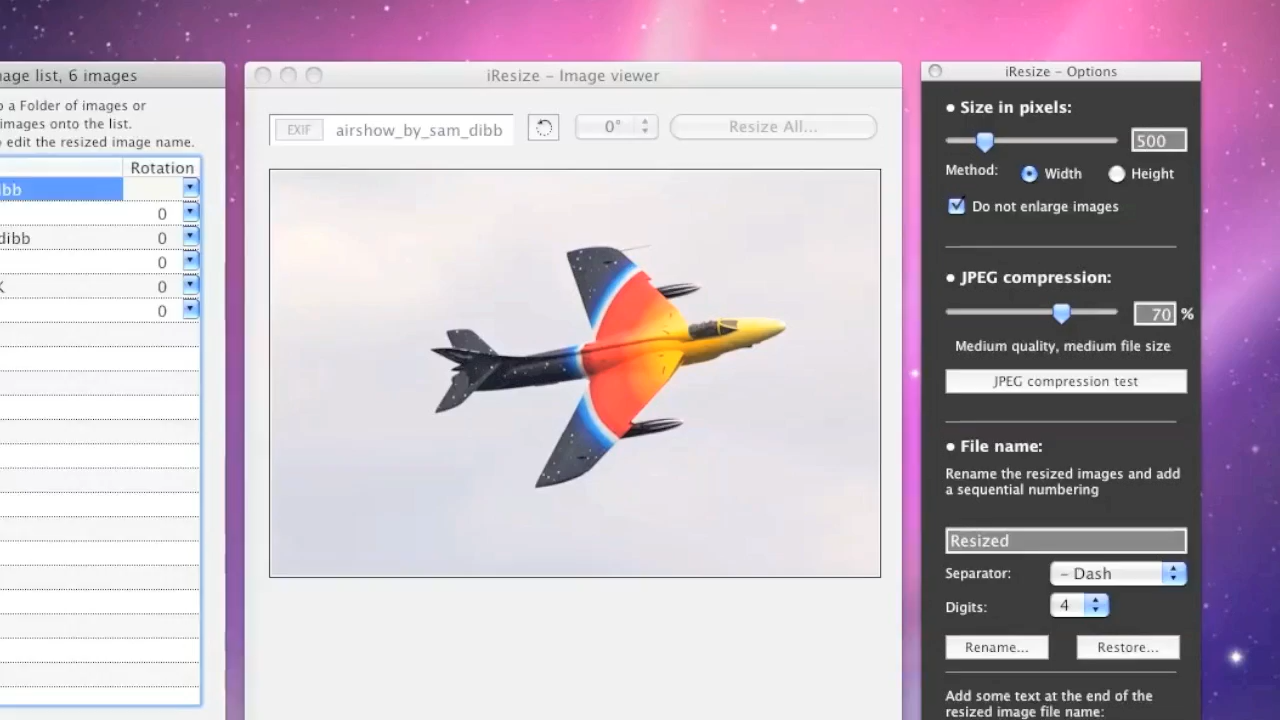 age list, 6 images
a Folder of images or
images onto the list.
edit the resized image name.
Rotation
ibb
0
dibb 0
0
K 0
0
iResize – Image viewer
EXIF airshow_by_sam_dibb 0° Resize All...
iResize – Options
● Size in pixels:
500
Method: Width Height
Do not enlarge images
● JPEG compression:
70 %
Medium quality, medium file size
JPEG compression test
● File name:
Rename the resized images and add
a sequential numbering
Resized
Separator: – Dash
Digits: 4
Rename... Restore...
Add some text at the end of the
resized image file name: